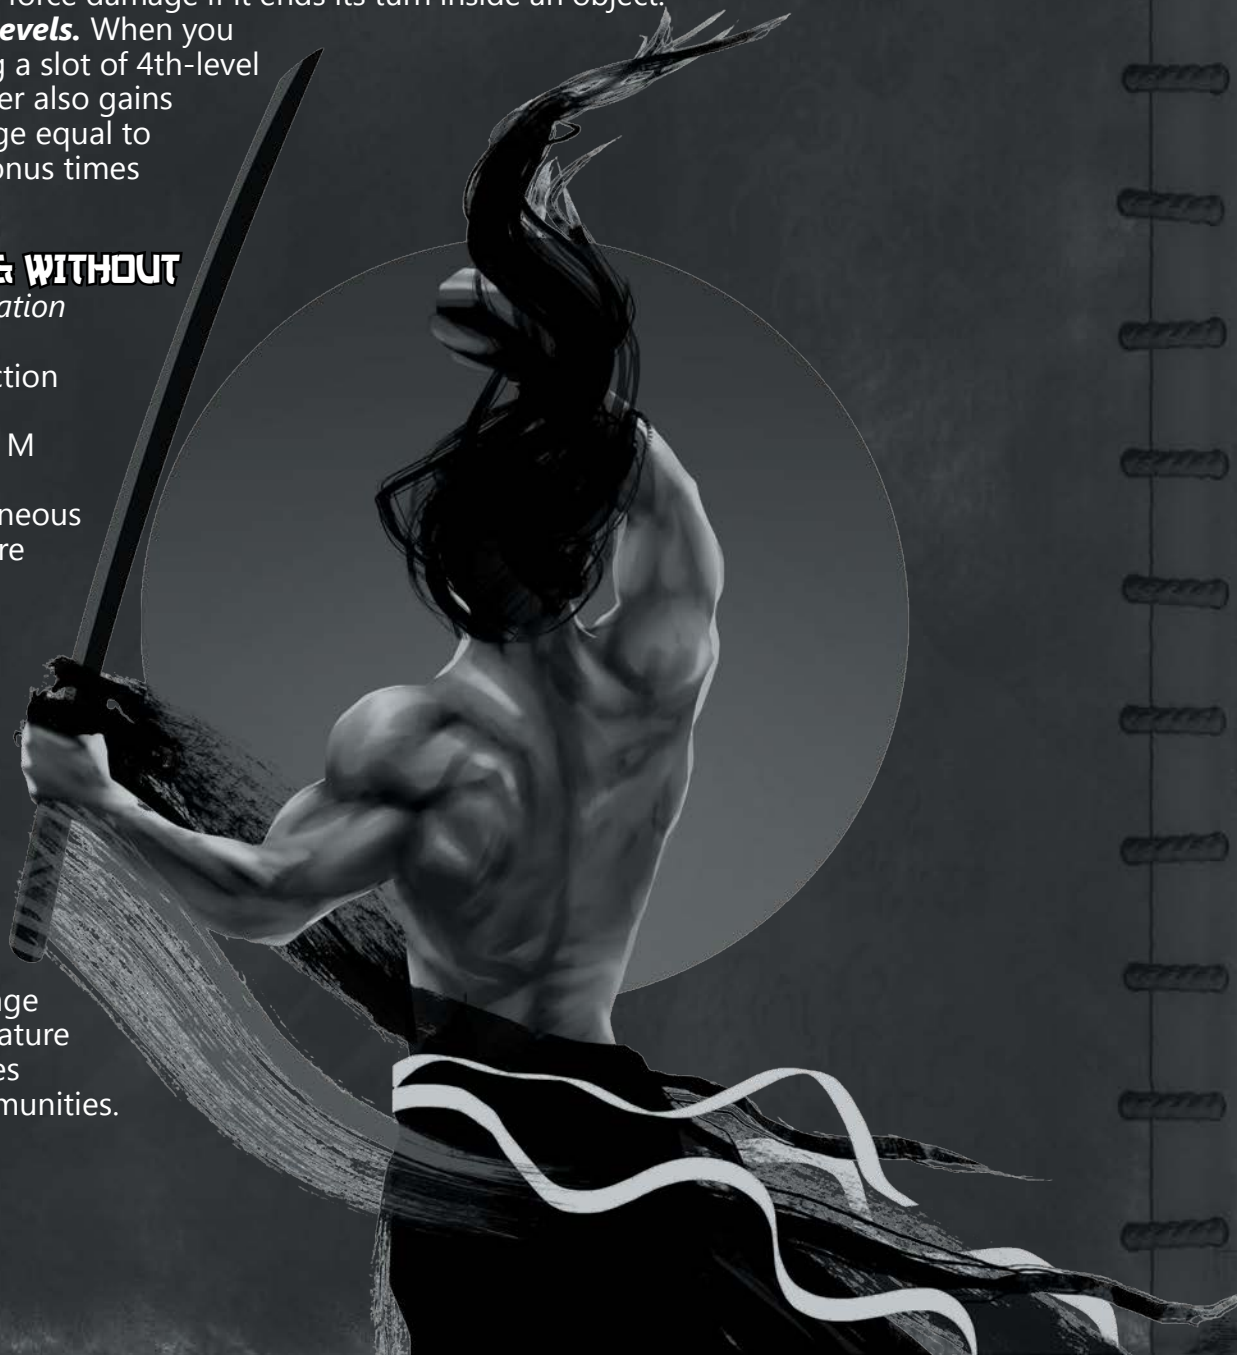 force damage if it ends its turn inside an object.
evels. When you
g a slot of 4th-level
er also gains
ge equal to
onus times
WITHOUT
ation
ction
M
neous
re
age
ature
es
munities.